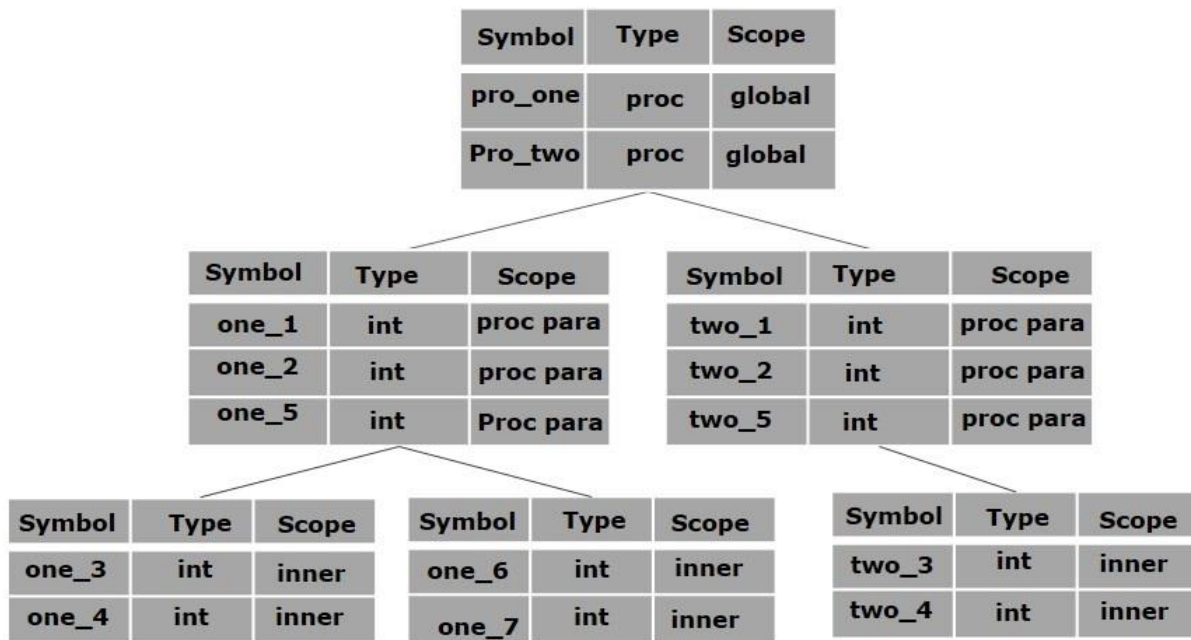 Symbol Type Scope
pro_one proc global
Pro_two proc global
Symbol Type Scope
one_1 int proc para
one_2 int proc para
one_5 int Proc para
Symbol Type Scope
two_1 int proc para
two_2 int proc para
two_5 int proc para
Symbol Type Scope
one_3 int inner
one_4 int inner
Symbol Type Scope
one_6 int inner
one_7 int inner
Symbol Type Scope
two_3 int inner
two_4 int inner